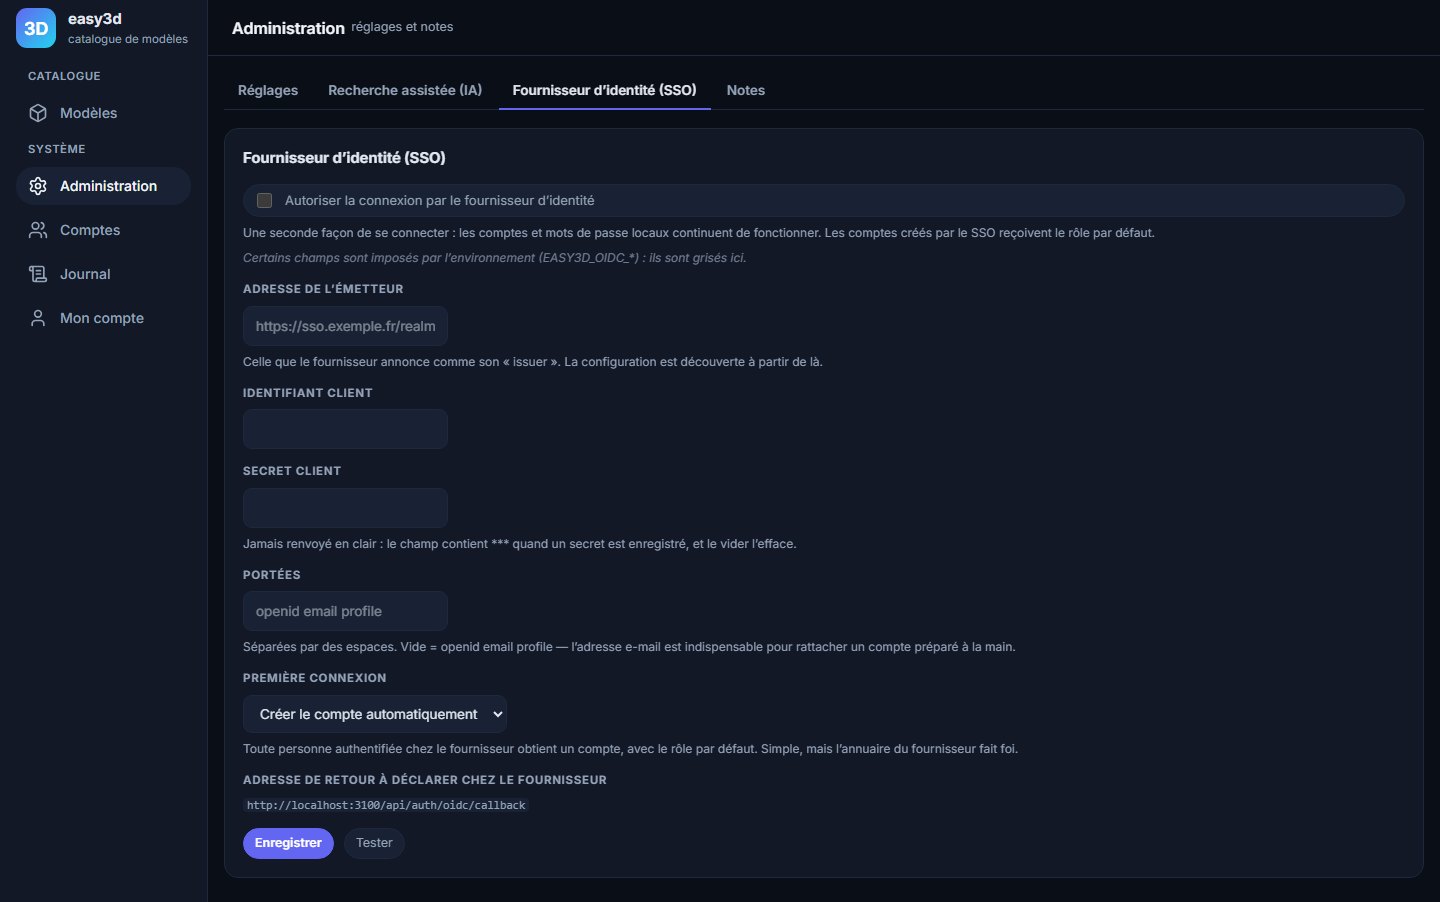 3D
easy3d
catalogue de modèles
CATALOGUE
Modèles
SYSTÈME
Administration
Comptes
Journal
Mon compte
Administration réglages et notes
Réglages
Recherche assistée (IA)
Fournisseur d’identité (SSO)
Notes
Fournisseur d’identité (SSO)
Autoriser la connexion par le fournisseur d’identité
Une seconde façon de se connecter : les comptes et mots de passe locaux continuent de fonctionner. Les comptes créés par le SSO reçoivent le rôle par défaut.
Certains champs sont imposés par l’environnement (EASY3D_OIDC_*) : ils sont grisés ici.
ADRESSE DE L’ÉMETTEUR
https://sso.exemple.fr/realm
Celle que le fournisseur annonce comme son « issuer ». La configuration est découverte à partir de là.
IDENTIFIANT CLIENT
SECRET CLIENT
Jamais renvoyé en clair : le champ contient *** quand un secret est enregistré, et le vider l’efface.
PORTÉES
openid email profile
Séparées par des espaces. Vide = openid email profile — l’adresse e-mail est indispensable pour rattacher un compte préparé à la main.
PREMIÈRE CONNEXION
Créer le compte automatiquement
Toute personne authentifiée chez le fournisseur obtient un compte, avec le rôle par défaut. Simple, mais l’annuaire du fournisseur fait foi.
ADRESSE DE RETOUR À DÉCLARER CHEZ LE FOURNISSEUR
http://localhost:3100/api/auth/oidc/callback
Enregistrer
Tester